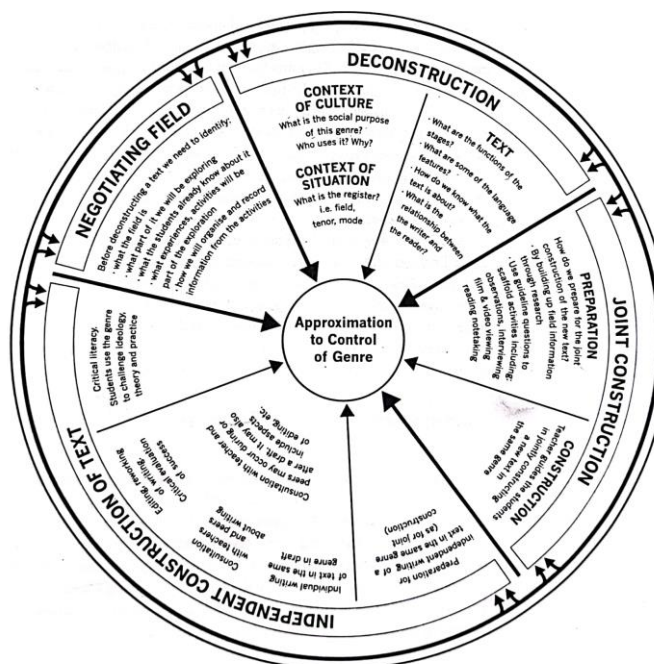 NEGOTIATING FIELD
Before deconstructing a text we need to identify:
· what the field is
· what part of it we will be exploring
· what the students already know about it
· what experiences, activities will be
part of the exploration
· how we will organise and record
information from the activities
DECONSTRUCTION
CONTEXT
OF CULTURE
What is the social purpose
of this genre?
Who uses it? Why?
CONTEXT OF
SITUATION
What is the register?
i.e. field,
tenor, mode
TEXT
· What are the functions of the
stages?
· What are some of the language
features?
· How do we know what the
text is about?
· What is the
relationship between
the writer and
the reader?
JOINT CONSTRUCTION
PREPARATION
How do we prepare for the joint
construction of the new text?
· By building up field information
through research
· Use guideline questions to
scaffold activities including;
observations, interviewing
film & video viewing
reading notetaking
CONSTRUCTION
Teacher guides the students
in jointly constructing
a new text in
the same genre
INDEPENDENT CONSTRUCTION OF TEXT
Preparation for
independent writing of a
text in the same genre
(as for joint
construction)
Individual writing
of text in the same
genre in draft
Consultation
with teachers
and peers
about writing
Consultation with teacher and
peers may occur during or
after a draft. It may also
include aspects
of editing, etc.
Editing, reworking
of writing,
Critical evaluation
of success
Critical literacy.
Students use the genre
to challenge ideology,
theory and practice
Approximation
to Control
of Genre